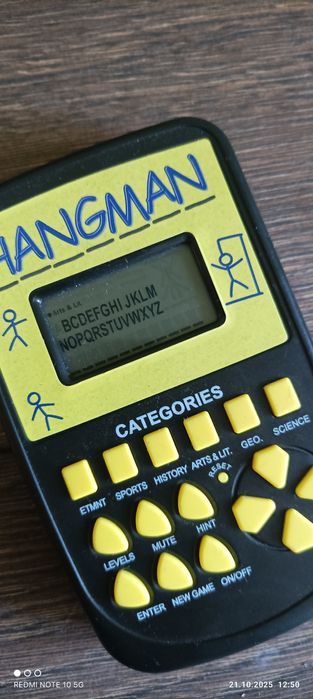 HANGMAN
Arts & Lit
BCDEFGHI JKLM
NOPQRSTUVWXYZ
CATEGORIES
ETMNT SPORTS HISTORY ARTS & LIT. GEO. SCIENCE
RESET
LEVELS MUTE HINT
ENTER NEW GAME ON/OFF
REDMI NOTE 10 5G
21.10.2025 12:50